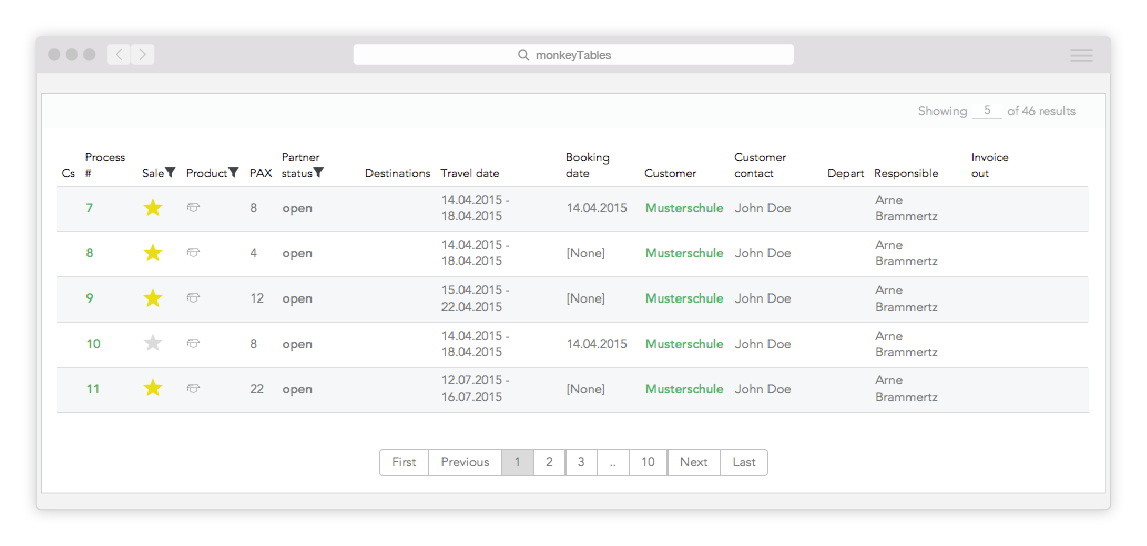 monkeyTables
Showing 5 of 46 results
Cs Process # Sale Product PAX Partner status Destinations Travel date Booking date Customer Customer contact Depart Responsible Invoice out
7 8 open 14.04.2015 - 18.04.2015 14.04.2015 Musterschule John Doe Arne Brammertz
8 4 open 14.04.2015 - 18.04.2015 [None] Musterschule John Doe Arne Brammertz
9 12 open 15.04.2015 - 22.04.2015 [None] Musterschule John Doe Arne Brammertz
10 8 open 14.04.2015 - 18.04.2015 14.04.2015 Musterschule John Doe Arne Brammertz
11 22 open 12.07.2015 - 16.07.2015 [None] Musterschule John Doe Arne Brammertz
First Previous 1 2 3 .. 10 Next Last